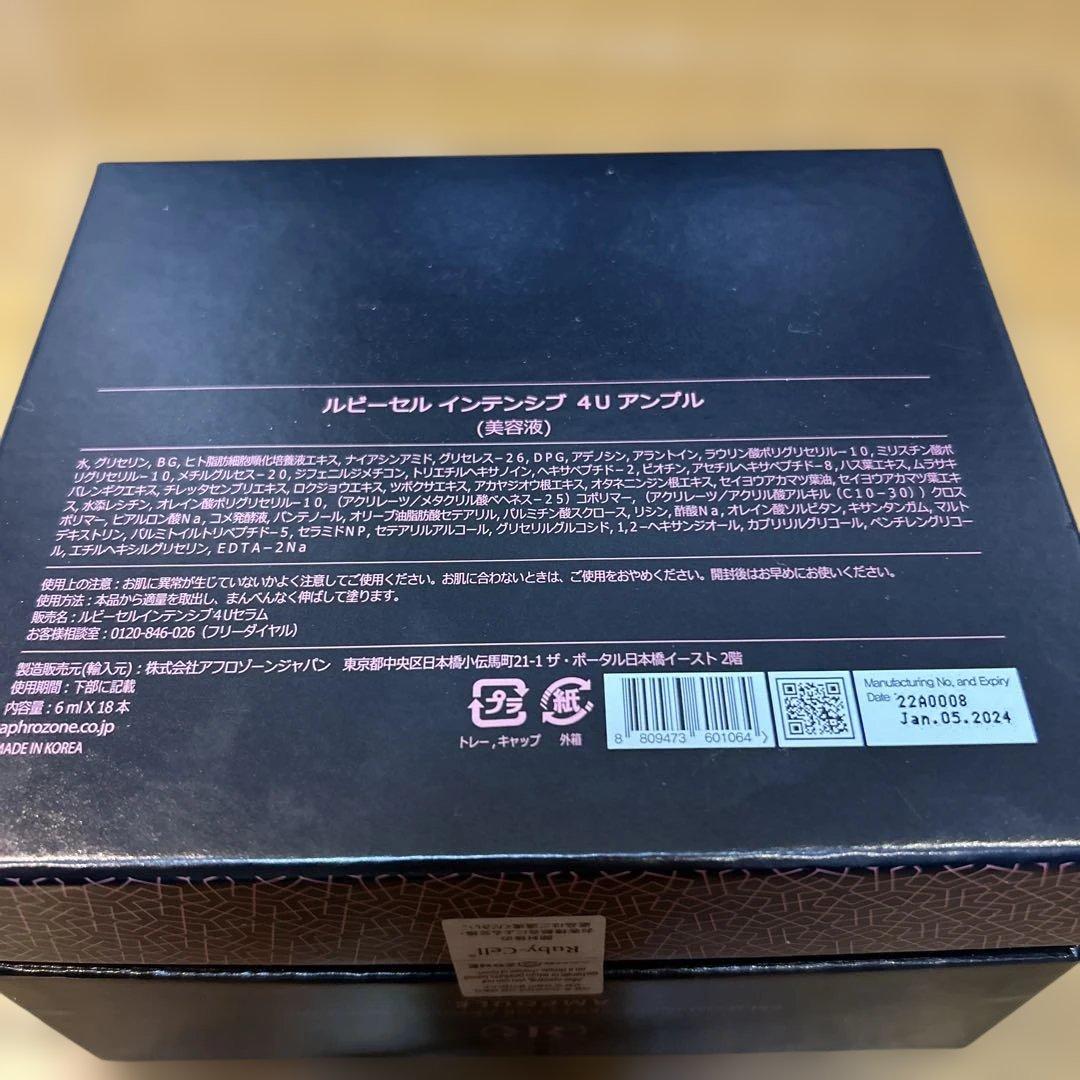 ルビーセル インテンシブ 4U アンプル
(美容液)
水, グリセリン, BG, ヒト脂肪細胞順化培養液エキス, ナイアシンアミド, グリセレス－26, DPG, アデノシン, アラントイン, ラウリン酸ポリグリセリル－10, ミリスチン酸ポ
リグリセリル－10, メチルグルセス－20, ジフェニルジメチコン, トリエチルヘキサノイン, ヘキサペプチド－2, ビオチン, アセチルヘキサペプチド－8, ハス葉エキス, ムラサキ
バレンギクエキス, チレッタセンブリエキス, ロクジョウエキス, ツボクサエキス, アカヤジオウ根エキス, オタネニンジン根エキス, セイヨウアカマツ葉油, セイヨウアカマツ葉エキ
ス, 水添レシチン, オレイン酸ポリグリセリル－10, (アクリレーツ／メタクリル酸ベヘネス－25) コポリマー, (アクリレーツ／アクリル酸アルキル (C10－30) ) クロス
ポリマー, ヒアルロン酸Na, コメ発酵液, パンテノール, オリーブ油脂肪酸セテアリル, パルミチン酸スクロース, リシン, 酢酸Na, オレイン酸ソルビタン, キサンタンガム, マルト
デキストリン, パルミトイルトリペプチド－5, セラミドNP, セテアリルアルコール, グリセリルグルコシド, 1,2－ヘキサンジオール, カプリリルグリコール, ペンチレングリコー
ル, エチルヘキシルグリセリン, EDTA－2Na
使用上の注意 : お肌に異常が生じていないかよく注意してご使用ください。お肌に合わないときは、ご使用をおやめください。開封後はお早めにお使いください。
使用方法 : 本品から適量を取出し、まんべんなく伸ばして塗ります。
販売名 : ルビーセルインテンシブ4Uセラム
お客様相談室 : 0120-846-026 (フリーダイヤル)
製造販売元(輸入元) : 株式会社アフロゾーンジャパン 東京都中央区日本橋小伝馬町21-1 ザ・ポータル日本橋イースト 2階
使用期間 : 下部に記載
内容量 : 6 ml X 18 本
aphrozone.co.jp
MADE IN KOREA
プラ
トレー, キャップ
紙
外箱
8 809473 601064
Manufacturing No, and Expiry
Date
22A0008
Jan.05.2024
Ruby-Cell